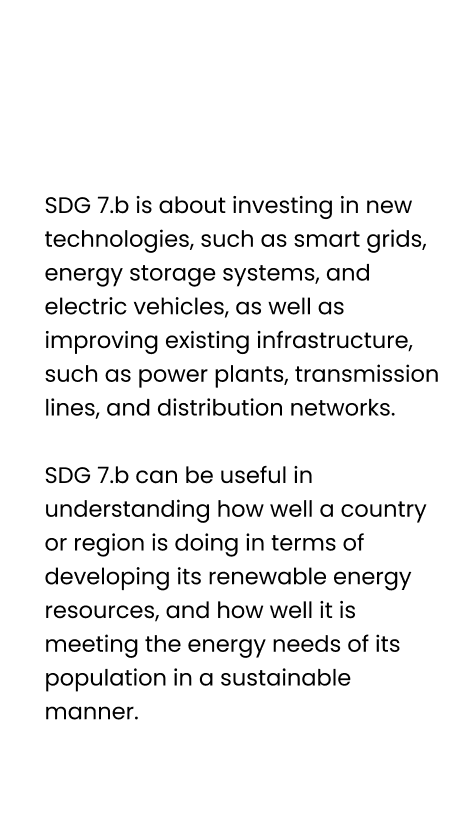 SDG 7.b is about investing in new
technologies, such as smart grids,
energy storage systems, and
electric vehicles, as well as
improving existing infrastructure,
such as power plants, transmission
lines, and distribution networks.
SDG 7.b can be useful in
understanding how well a country
or region is doing in terms of
developing its renewable energy
resources, and how well it is
meeting the energy needs of its
population in a sustainable
manner.